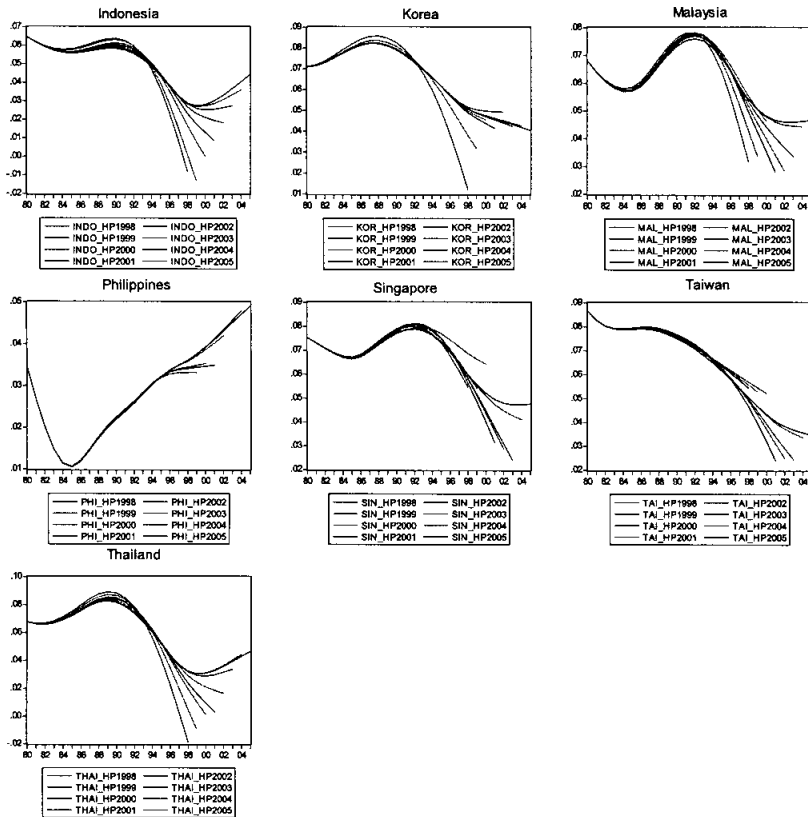 Indonesia
.07
.06
.05
.04
.03
.02
.01
.00
-.01
-.02
80 82 84 86 88 90 92 94 96 98 00 02 04
INDO_HP1998 INDO_HP2002
INDO_HP1999 INDO_HP2003
INDO_HP2000 INDO_HP2004
INDO_HP2001 INDO_HP2005
Korea
.10
.09
.08
.07
.06
.05
.04
.03
.02
.01
80 82 84 86 88 90 92 94 96 98 00 02 04
KOR_HP1998 KOR_HP2002
KOR_HP1999 KOR_HP2003
KOR_HP2000 KOR_HP2004
KOR_HP2001 KOR_HP2005
Malaysia
.08
.07
.06
.05
.04
.03
.02
80 82 84 86 88 90 92 94 96 98 00 02 04
MAL_HP1998 MAL_HP2002
MAL_HP1999 MAL_HP2003
MAL_HP2000 MAL_HP2004
MAL_HP2001 MAL_HP2005
Philippines
.05
.04
.03
.02
.01
80 82 84 86 88 90 92 94 96 98 00 02 04
PHI_HP1998 PHI_HP2002
PHI_HP1999 PHI_HP2003
PHI_HP2000 PHI_HP2004
PHI_HP2001 PHI_HP2005
Singapore
.09
.08
.07
.06
.05
.04
.03
.02
80 82 84 86 88 90 92 94 96 98 00 02 04
SIN_HP1998 SIN_HP2002
SIN_HP1999 SIN_HP2003
SIN_HP2000 SIN_HP2004
SIN_HP2001 SIN_HP2005
Taiwan
.09
.08
.07
.06
.05
.04
.03
.02
80 82 84 86 88 90 92 94 96 98 00 02 04
TAI_HP1998 TAI_HP2002
TAI_HP1999 TAI_HP2003
TAI_HP2000 TAI_HP2004
TAI_HP2001 TAI_HP2005
Thailand
.10
.08
.06
.04
.02
.00
-.02
80 82 84 86 88 90 92 94 96 98 00 02 04
THAI_HP1998 THAI_HP2002
THAI_HP1999 THAI_HP2003
THAI_HP2000 THAI_HP2004
THAI_HP2001 THAI_HP2005